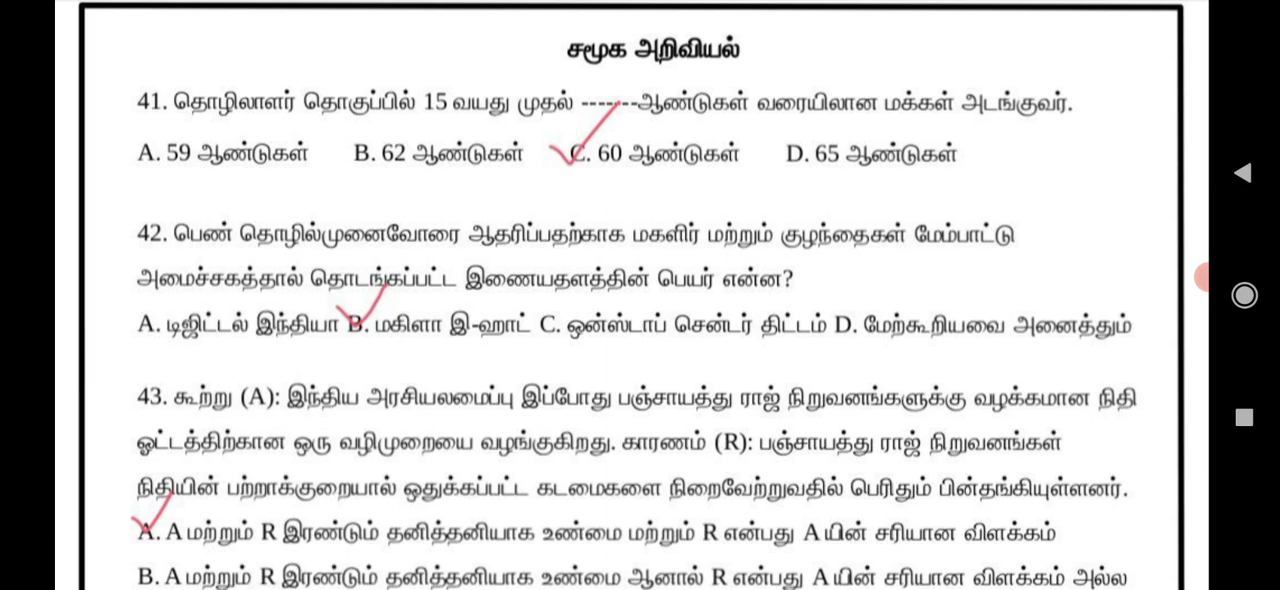 சமூக அறிவியல்
41. தொழிலாளர் தொகுப்பில் 15 வயது முதல் -------ஆண்டுகள் வரையிலான மக்கள் அடங்குவர்.
A. 59 ஆண்டுகள் B. 62 ஆண்டுகள் C. 60 ஆண்டுகள் D. 65 ஆண்டுகள்
42. பெண் தொழில்முனைவோரை ஆதரிப்பதற்காக மகளிர் மற்றும் குழந்தைகள் மேம்பாட்டு
அமைச்சகத்தால் தொடங்கப்பட்ட இணையதளத்தின் பெயர் என்ன?
A. டிஜிட்டல் இந்தியா B. மகிளா இ-ஹாட் C. ஒன்ஸ்டாப் சென்டர் திட்டம் D. மேற்கூறியவை அனைத்தும்
43. கூற்று (A): இந்திய அரசியலமைப்பு இப்போது பஞ்சாயத்து ராஜ் நிறுவனங்களுக்கு வழக்கமான நிதி
ஓட்டத்திற்கான ஒரு வழிமுறையை வழங்குகிறது. காரணம் (R): பஞ்சாயத்து ராஜ் நிறுவனங்கள்
நிதியின் பற்றாக்குறையால் ஒதுக்கப்பட்ட கடமைகளை நிறைவேற்றுவதில் பெரிதும் பின்தங்கியுள்ளனர்.
A. A மற்றும் R இரண்டும் தனித்தனியாக உண்மை மற்றும் R என்பது A யின் சரியான விளக்கம்
B. A மற்றும் R இரண்டும் தனித்தனியாக உண்மை ஆனால் R என்பது A யின் சரியான விளக்கம் அல்ல